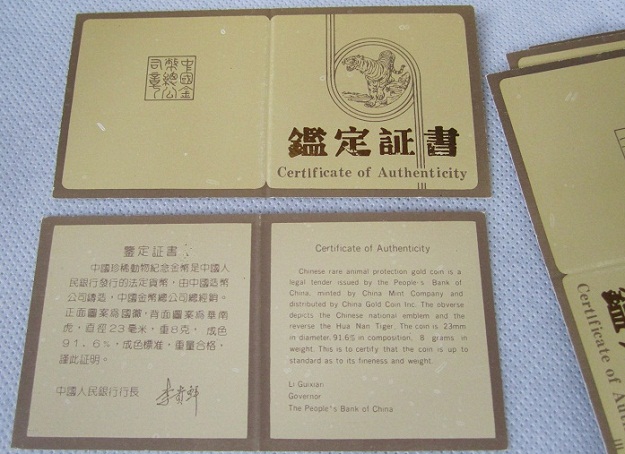 中國金
幣總公
司章
鑑定証書
Certificate of Authenticity
鑒定証書
中國珍稀動物紀念金幣是中國人
民銀行發行的法定貨幣，由中國造幣
公司鑄造，中國金幣總公司總經銷。
正面圖案爲國徽，背面圖案爲華南
虎，直徑23毫米，重8克，成色
91.6%，成色標准，重量合格，
謹此証明。
中國人民銀行行長
李貴鮮
Certificate of Authenticity
Chinese rare animal protection gold coin is a
legal tender issued by the People's Bank of
China, minted by China Mint Company and
distributed by China Gold Coin Inc. The obverse
depicts the Chinese national emblem and the
reverse the Hua Nan Tiger. The coin is 23mm
in diameter, 91.6% in composition, 8 grams in
weight. This is to certify that the coin is up to
standard as to its fineness and weight.
Li Guixian
Governor
The People's Bank of China
鑑
Certifi